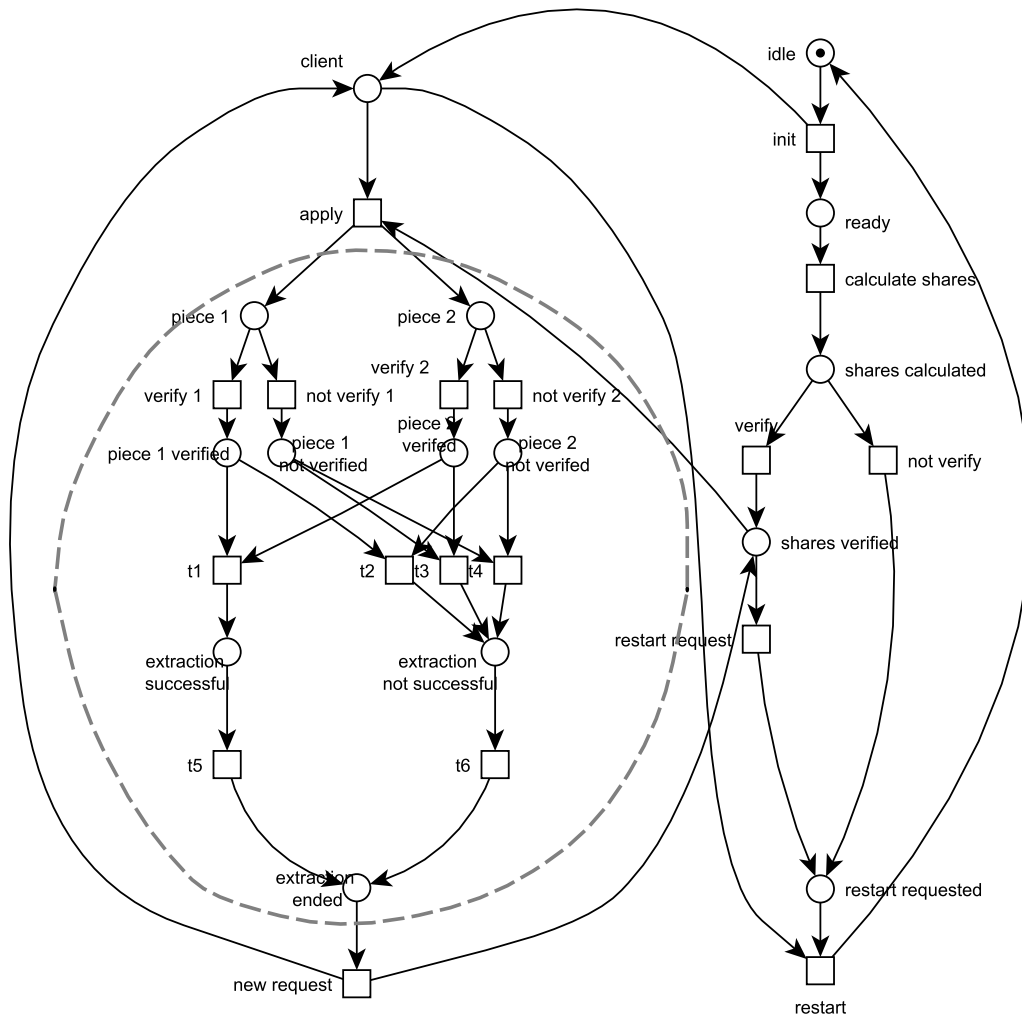 client
idle
init
apply
ready
calculate shares
piece 1
piece 2
verify 2
shares calculated
verify 1
not verify 1
not verify 2
piece 2
verifed
verify
piece 1 verified
piece 1
not verified
piece 2
not verifed
not verify
shares verified
t1
t2
t3
t4
restart request
extraction
successful
extraction
not successful
t5
t6
extraction
ended
restart requested
new request
restart